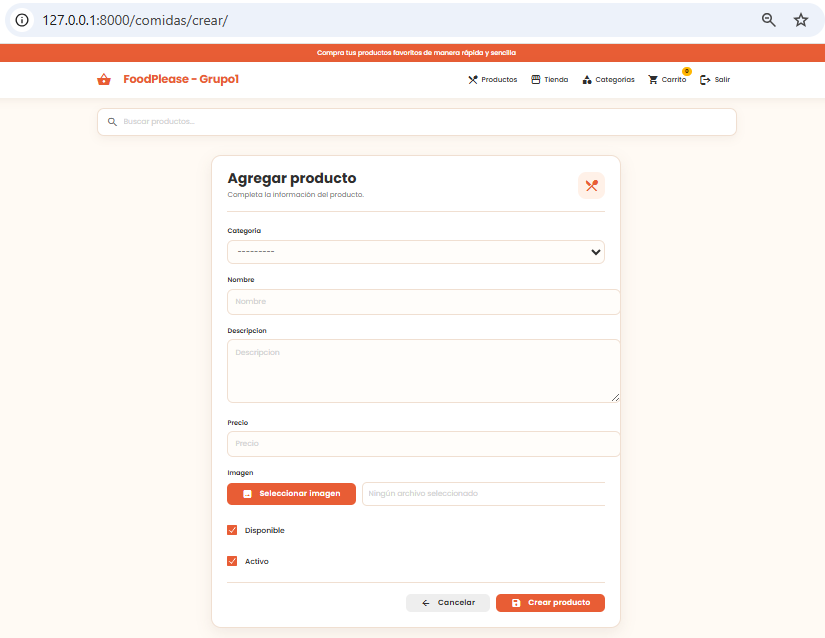 127.0.0.1:8000/comidas/crear/
Compra tus productos favoritos de manera rápida y sencilla
FoodPlease - Grupo1
Productos
Tienda
Categorias
Carrito
0
Salir
Buscar productos...
Agregar producto
Completa la información del producto.
Categoria
---------
Nombre
Nombre
Descripcion
Descripcion
Precio
Precio
Imagen
Seleccionar imagen
Ningún archivo seleccionado
Disponible
Activo
Cancelar
Crear producto